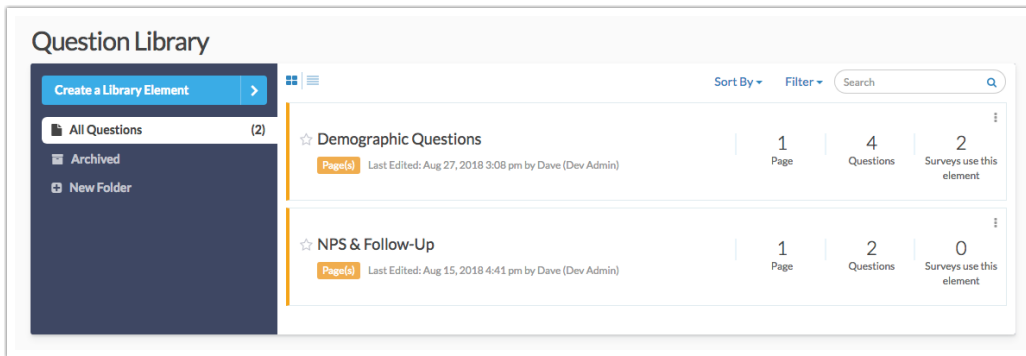 Question Library
Create a Library Element
Sort By
Filter
Search
All Questions (2)
Archived
New Folder
Demographic Questions
Page(s) Last Edited: Aug 27, 2018 3:08 pm by Dave (Dev Admin)
1
Page
4
Questions
2
Surveys use this
element
NPS & Follow-Up
Page(s) Last Edited: Aug 15, 2018 4:41 pm by Dave (Dev Admin)
1
Page
2
Questions
0
Surveys use this
element